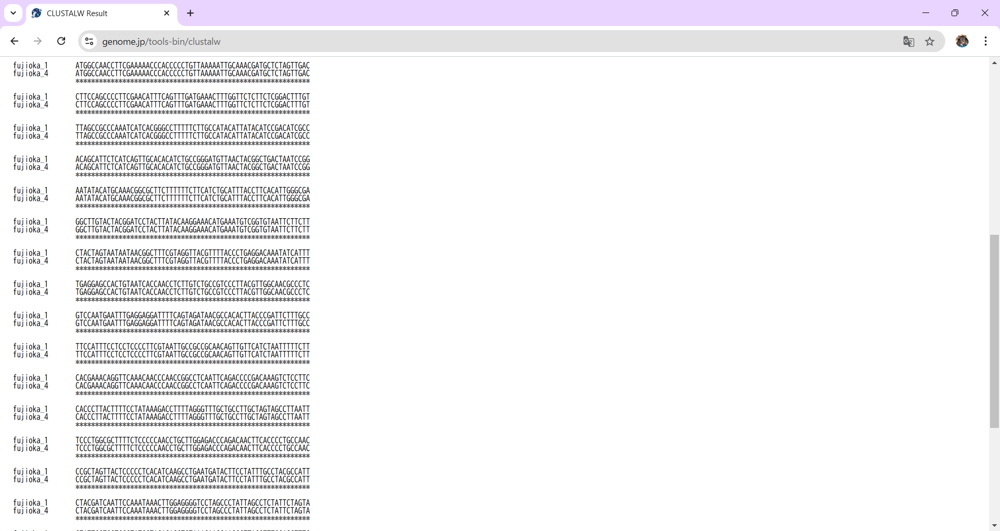 CLUSTALW Result
genome.jp/tools-bin/clustalw
fujioka_1 ATGGCCAACCTTCGAAAAACCCACCCCCTGTTAAAAATTGCAAACGATGCTCTAGTTGAC
fujioka_4 ATGGCCAACCTTCGAAAAACCCACCCCCTGTTAAAAATTGCAAACGATGCTCTAGTTGAC
************************************************************
fujioka_1 CTTCCAGCCCCTTCGAACATTTCAGTTTGATGAAACTTTGGTTCTCTTCTCGGACTTTGT
fujioka_4 CTTCCAGCCCCTTCGAACATTTCAGTTTGATGAAACTTTGGTTCTCTTCTCGGACTTTGT
************************************************************
fujioka_1 TTAGCCGCCCAAATCATCACGGGCCTTTTTCTTGCCATACATTATACATCCGACATCGCC
fujioka_4 TTAGCCGCCCAAATCATCACGGGCCTTTTTCTTGCCATACATTATACATCCGACATCGCC
************************************************************
fujioka_1 ACAGCATTCTCATCAGTTGCACACATCTGCCGGGATGTTAACTACGGCTGACTAATCCGG
fujioka_4 ACAGCATTCTCATCAGTTGCACACATCTGCCGGGATGTTAACTACGGCTGACTAATCCGG
************************************************************
fujioka_1 AATATACATGCAAACGGCGCTTCTTTTTTCTTCATCTGCATTTACCTTCACATTGGGCGA
fujioka_4 AATATACATGCAAACGGCGCTTCTTTTTTCTTCATCTGCATTTACCTTCACATTGGGCGA
************************************************************
fujioka_1 GGCTTGTACTACGGATCCTACTTATACAAGGAAACATGAAATGTCGGTGTAATTCTTCTT
fujioka_4 GGCTTGTACTACGGATCCTACTTATACAAGGAAACATGAAATGTCGGTGTAATTCTTCTT
************************************************************
fujioka_1 CTACTAGTAATAATAACGGCTTTCGTAGGTTACGTTTTACCCTGAGGACAAATATCATTT
fujioka_4 CTACTAGTAATAATAACGGCTTTCGTAGGTTACGTTTTACCCTGAGGACAAATATCATTT
************************************************************
fujioka_1 TGAGGAGCCACTGTAATCACCAACCTCTTGTCTGCCGTCCCTTACGTTGGCAACGCCCTC
fujioka_4 TGAGGAGCCACTGTAATCACCAACCTCTTGTCTGCCGTCCCTTACGTTGGCAACGCCCTC
************************************************************
fujioka_1 GTCCAATGAATTTGAGGAGGATTTTCAGTAGATAACGCCACACTTACCCGATTCTTTGCC
fujioka_4 GTCCAATGAATTTGAGGAGGATTTTCAGTAGATAACGCCACACTTACCCGATTCTTTGCC
************************************************************
fujioka_1 TTCCATTTCCTCCTCCCCTTCGTAATTGCCGCCGCAACAGTTGTTCATCTAATTTTTCTT
fujioka_4 TTCCATTTCCTCCTCCCCTTCGTAATTGCCGCCGCAACAGTTGTTCATCTAATTTTTCTT
************************************************************
fujioka_1 CACGAAACAGGTTCAAACAACCCAACCGGCCTCAATTCAGACCCCGACAAAGTCTCCTTC
fujioka_4 CACGAAACAGGTTCAAACAACCCAACCGGCCTCAATTCAGACCCCGACAAAGTCTCCTTC
************************************************************
fujioka_1 CACCCTTACTTTTCCTATAAAGACCTTTTAGGGTTTGCTGCCTTGCTAGTAGCCTTAATT
fujioka_4 CACCCTTACTTTTCCTATAAAGACCTTTTAGGGTTTGCTGCCTTGCTAGTAGCCTTAATT
************************************************************
fujioka_1 TCCCTGGCGCTTTTCTCCCCCAACCTGCTTGGAGACCCAGACAACTTCACCCCTGCCAAC
fujioka_4 TCCCTGGCGCTTTTCTCCCCCAACCTGCTTGGAGACCCAGACAACTTCACCCCTGCCAAC
************************************************************
fujioka_1 CCGCTAGTTACTCCCCCTCACATCAAGCCTGAATGATACTTCCTATTTGCCTACGCCATT
fujioka_4 CCGCTAGTTACTCCCCCTCACATCAAGCCTGAATGATACTTCCTATTTGCCTACGCCATT
************************************************************
fujioka_1 CTACGATCAATTCCAAATAAACTTGGAGGGGTCCTAGCCCTATTAGCCTCTATTCTAGTA
fujioka_4 CTACGATCAATTCCAAATAAACTTGGAGGGGTCCTAGCCCTATTAGCCTCTATTCTAGTA
************************************************************